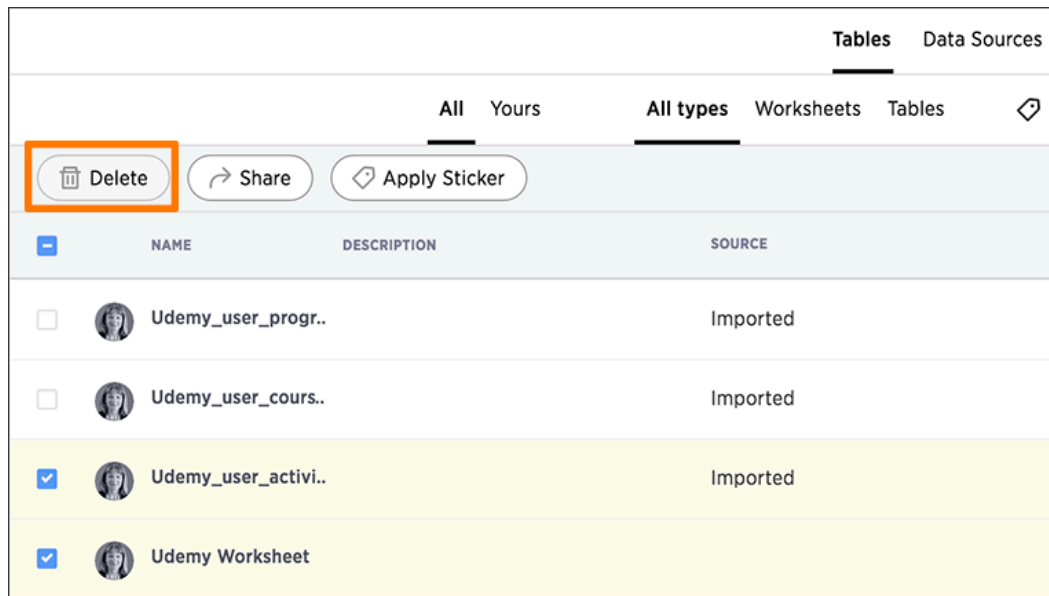 Tables Data Sources
All Yours All types Worksheets Tables
Delete Share Apply Sticker
NAME DESCRIPTION SOURCE
Udemy_user_progr.. Imported
Udemy_user_cours.. Imported
Udemy_user_activi.. Imported
Udemy Worksheet